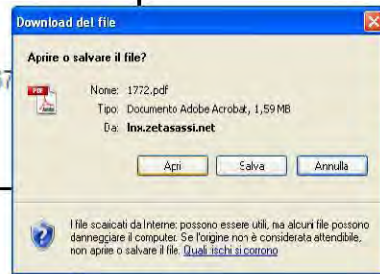 Download del file
Aprire o salvare il file?
Nome: 1772.pdf
Tipo: Documento Adobe Acrobat, 1,59 MB
Da: lnx.zetasassi.net
Apri
Salva
Annulla
I file scaricati da Internet possono essere utili, ma alcuni file possono
danneggiare il computer. Se l'origine non è considerata attendibile,
non aprire o salvare il file. Quali rischi si corrono